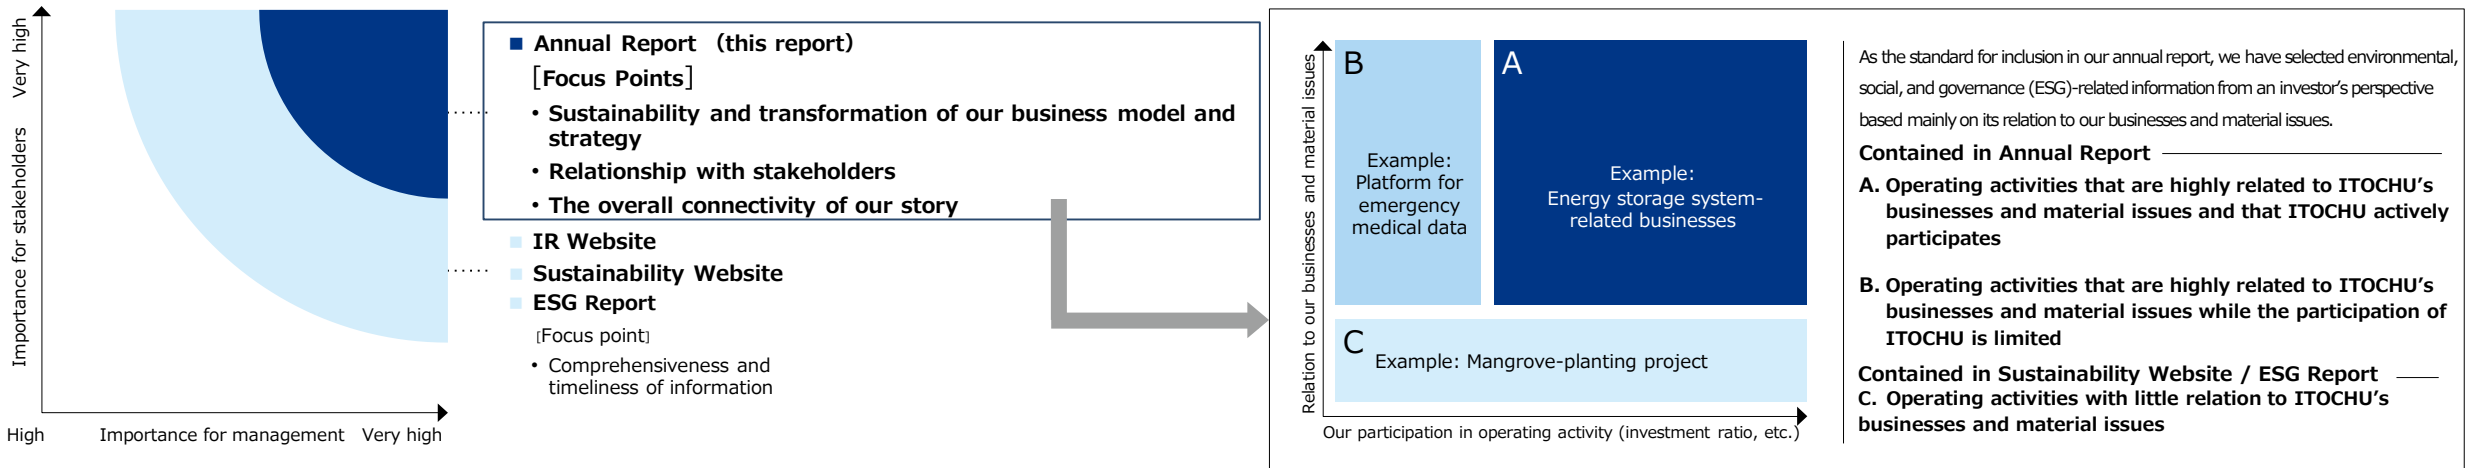 Importance for stakeholders Very high
High Importance for management Very high
Annual Report （this report）
［Focus Points］
• Sustainability and transformation of our business model and
strategy
• Relationship with stakeholders
• The overall connectivity of our story
IR Website
Sustainability Website
ESG Report
[Focus point]
• Comprehensiveness and
timeliness of information
Relation to our businesses and material issues
B
Example:
Platform for
emergency
medical data
A
Example:
Energy storage system-
related businesses
C
Example: Mangrove-planting project
Our participation in operating activity (investment ratio, etc.)
As the standard for inclusion in our annual report, we have selected environmental,
social, and governance (ESG)-related information from an investor’s perspective
based mainly on its relation to our businesses and material issues.
Contained in Annual Report
A. Operating activities that are highly related to ITOCHU’s
businesses and material issues and that ITOCHU actively
participates
B. Operating activities that are highly related to ITOCHU’s
businesses and material issues while the participation of
ITOCHU is limited
Contained in Sustainability Website / ESG Report
C. Operating activities with little relation to ITOCHU’s
businesses and material issues